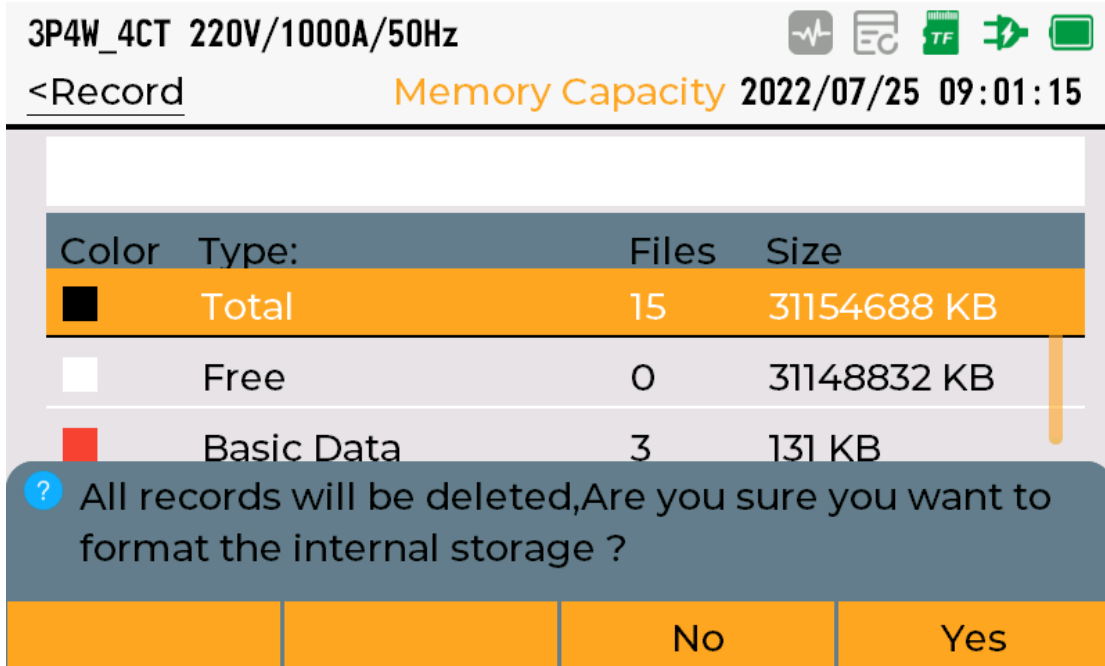 3P4W_4CT 220V/1000A/50Hz TF
<Record Memory Capacity 2022/07/25 09:01:15
Color Type: Files Size
Total 15 31154688 KB
Free 0 31148832 KB
Basic Data 3 131 KB
? All records will be deleted,Are you sure you want to
format the internal storage ?
No Yes